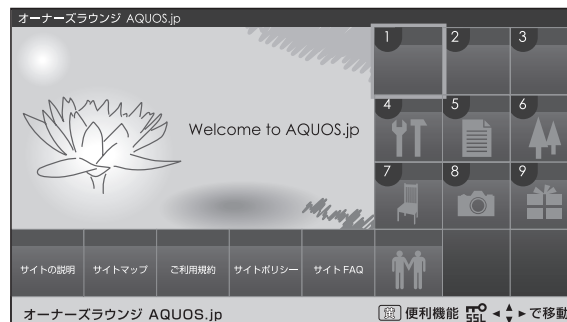 オーナーズラウンジ AQUOS.jp
1 2 3
Welcome to AQUOS.jp
4 5 6
7 8 9
サイトの説明 サイトマップ ご利用規約 サイトポリシー サイト FAQ
オーナーズラウンジ AQUOS.jp 便利機能 SSL ◀▲▼▶で移動